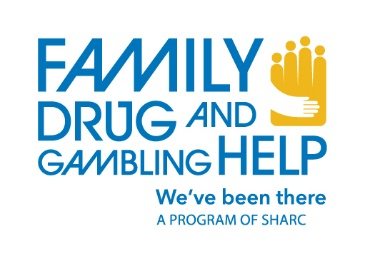 FAMILY
DRUG AND
GAMBLING HELP
We've been there
A PROGRAM OF SHARC